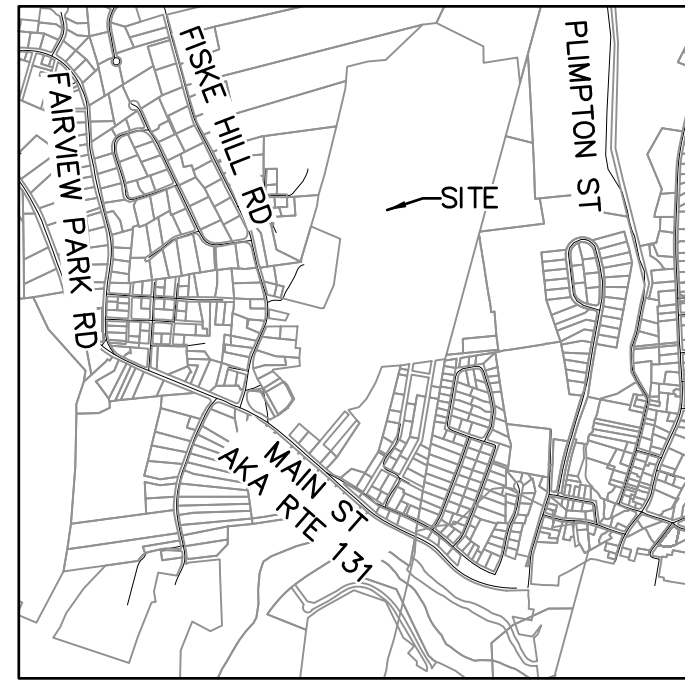 FISKE HILL RD
PLIMPTON ST
FAIRVIEW PARK RD
SITE
MAIN ST
AKA RTE 131